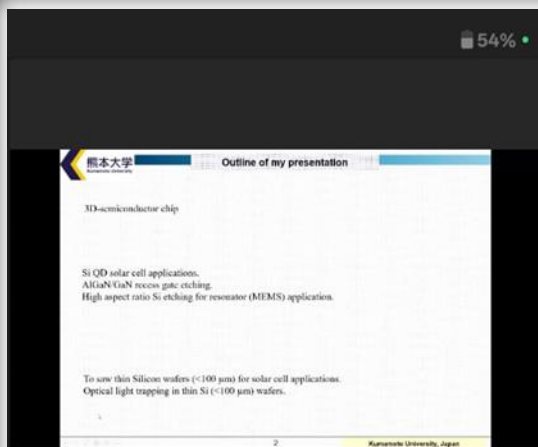 54%
熊本大学
Kumamoto University
Outline of my presentation
3D-semiconductor chip
Si QD solar cell applications.
AlGaN/GaN recess gate etching.
High aspect ratio Si etching for resonator (MEMS) application.
To saw thin Silicon wafers (<100 μm) for solar cell applications.
Optical light trapping in thin Si (<100 μm) wafers.
2
Kumamoto University, Japan